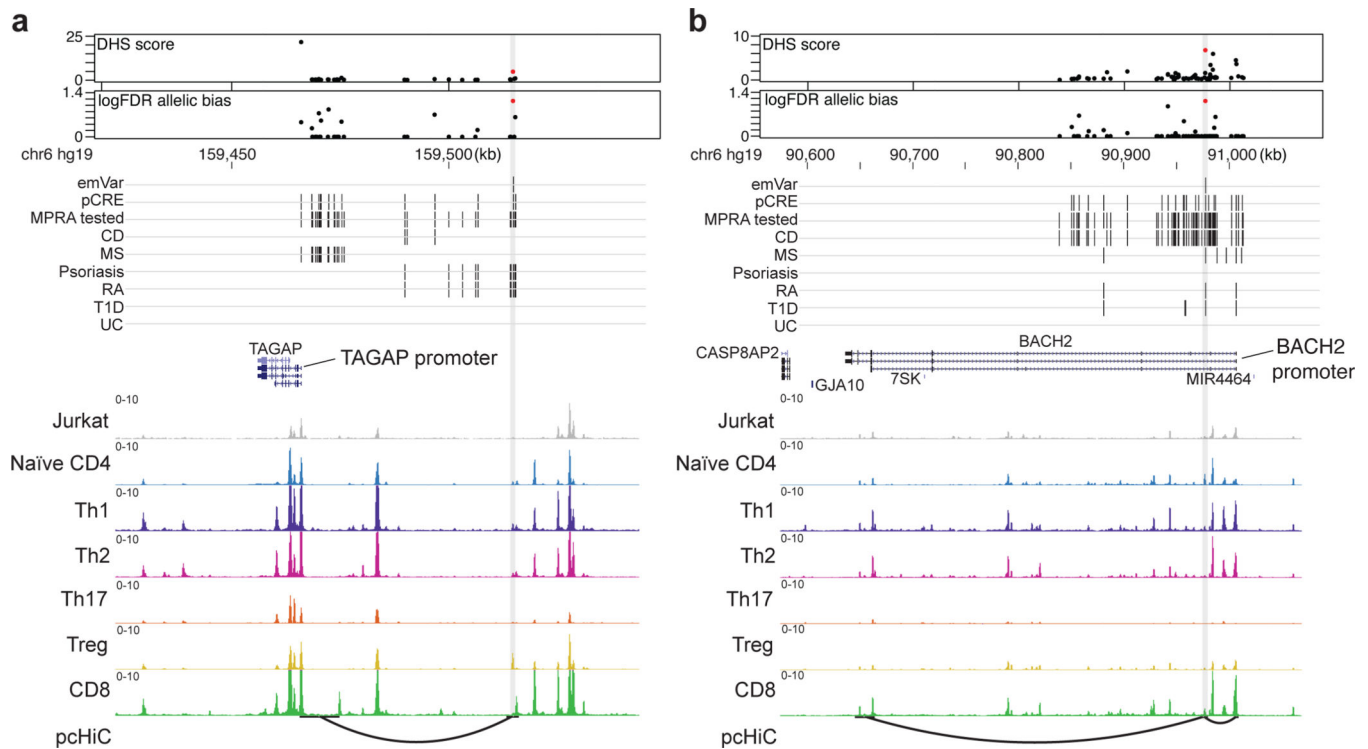 a
25
DHS score
0
1.4
logFDR allelic bias
0
chr6 hg19
159,450
159,500
(kb)
emVar
pCRE
MPRA tested
CD
MS
Psoriasis
RA
T1D
UC
TAGAP
TAGAP promoter
0-10
Jurkat
0-10
Naïve CD4
0-10
Th1
0-10
Th2
0-10
Th17
0-10
Treg
0-10
CD8
pcHiC
b
10
DHS score
0
1.4
logFDR allelic bias
0
chr6 hg19
90,600
90,700
90,800
90,900
91,000
(kb)
emVar
pCRE
MPRA tested
CD
MS
Psoriasis
RA
T1D
UC
CASP8AP2
BACH2
BACH2
promoter
GJA10
7SK
MIR4464
0-10
Jurkat
0-10
Naïve CD4
0-10
Th1
0-10
Th2
0-10
Th17
0-10
Treg
0-10
CD8
pcHiC